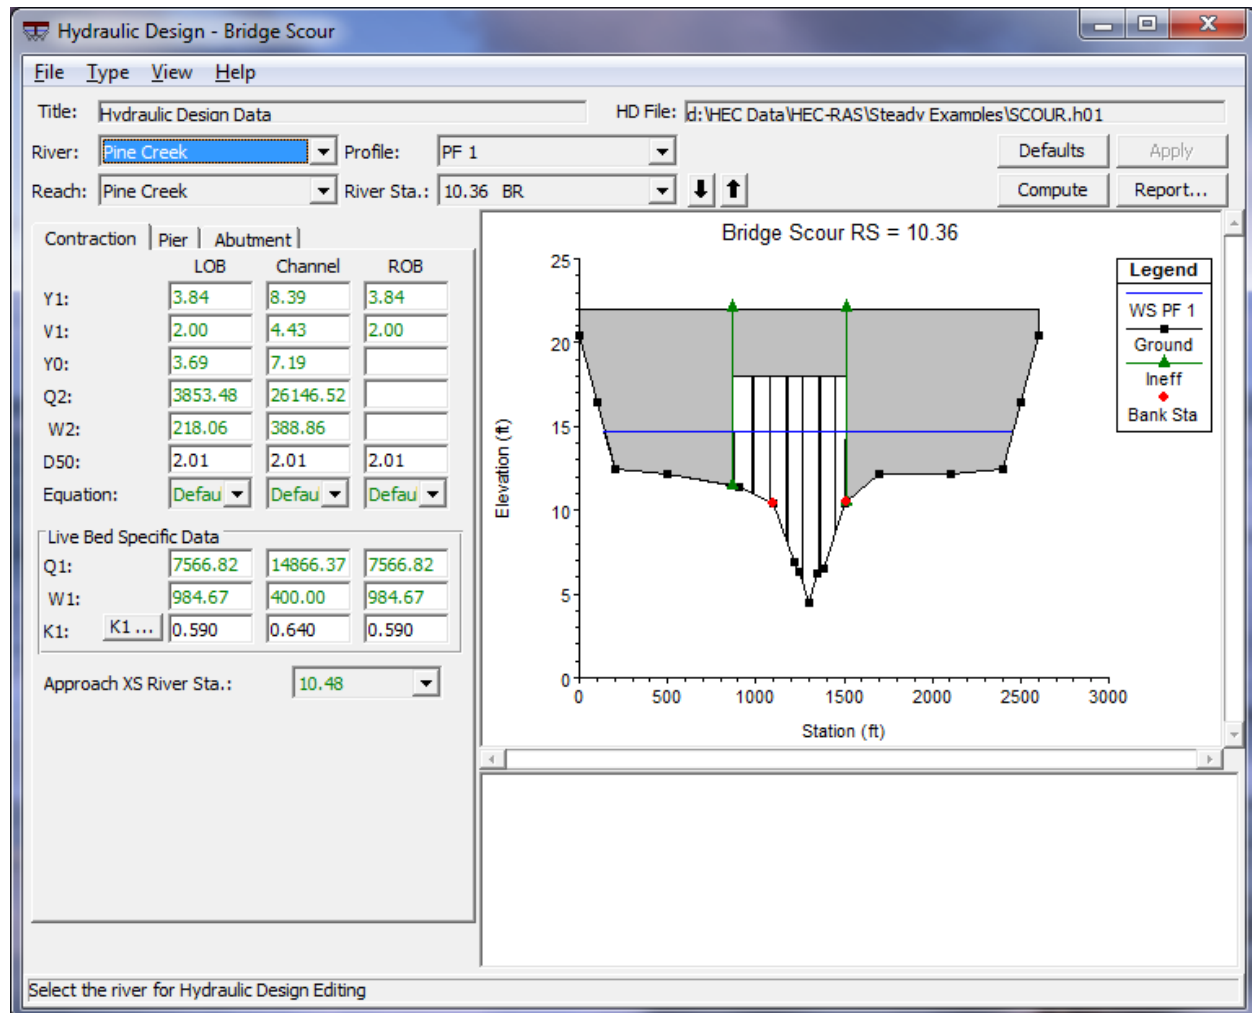 Hydraulic Design - Bridge Scour
File Type View Help
Title: Hydraulic Design Data HD File: d:\HEC Data\HEC-RAS\Steady Examples\SCOUR.h01
River: Pine Creek Profile: PF 1 Defaults Apply
Reach: Pine Creek River Sta.: 10.36 BR Compute Report...
Contraction Pier Abutment
LOB Channel ROB
Y1: 3.84 8.39 3.84
V1: 2.00 4.43 2.00
Y0: 3.69 7.19
Q2: 3853.48 26146.52
W2: 218.06 388.86
D50: 2.01 2.01 2.01
Equation: Defau Defau Defau
Live Bed Specific Data
Q1: 7566.82 14866.37 7566.82
W1: 984.67 400.00 984.67
K1: K1 ... 0.590 0.640 0.590
Approach XS River Sta.: 10.48
Bridge Scour RS = 10.36
25
20
15
10
5
0
Elevation (ft)
0 500 1000 1500 2000 2500 3000
Station (ft)
Legend
WS PF 1
Ground
Ineff
Bank Sta
Select the river for Hydraulic Design Editing